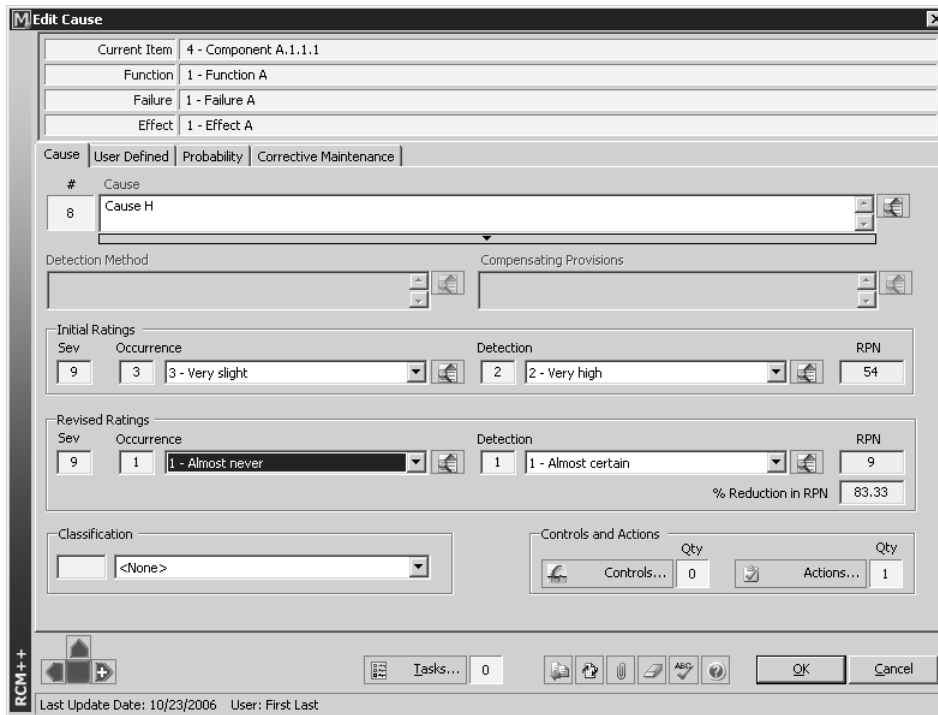 Edit Cause
Current Item 4 - Component A.1.1.1
Function 1 - Function A
Failure 1 - Failure A
Effect 1 - Effect A
Cause User Defined Probability Corrective Maintenance
# Cause
8 Cause H
Detection Method Compensating Provisions
Initial Ratings
Sev Occurrence Detection RPN
9 3 3 - Very slight 2 2 - Very high 54
Revised Ratings
Sev Occurrence Detection RPN
9 1 1 - Almost never 1 1 - Almost certain 9
% Reduction in RPN 83.33
Classification Controls and Actions
Qty Qty
<None> Controls... 0 Actions... 1
RCM++
Tasks... 0 ABC OK Cancel
Last Update Date: 10/23/2006 User: First Last